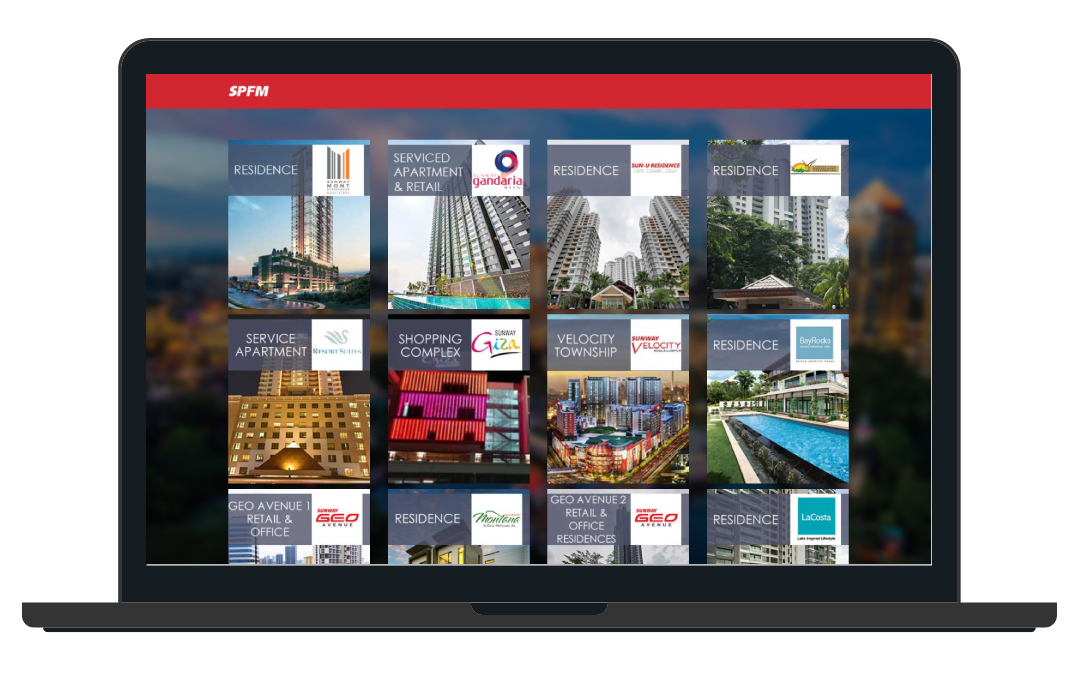 SPFM
RESIDENCE
SUNWAY
MONT
SERVICED
APARTMENT
& RETAIL
SUNWAY
gandaria
RESIDENCE
SUN-U RESIDENCE
RESIDENCE
SERVICE
APARTMENT
RESORT SUITES
SHOPPING
COMPLEX
SUNWAY
Giza
VELOCITY
TOWNSHIP
SUNWAY
VELOCITY
RESIDENCE
BayRocks
GEO AVENUE 1
RETAIL &
OFFICE
SUNWAY
GEO
AVENUE
RESIDENCE
Montana
GEO AVENUE 2
RETAIL &
OFFICE
RESIDENCES
SUNWAY
GEO
AVENUE
RESIDENCE
LaCosta
Lake Inspired Lifestyle